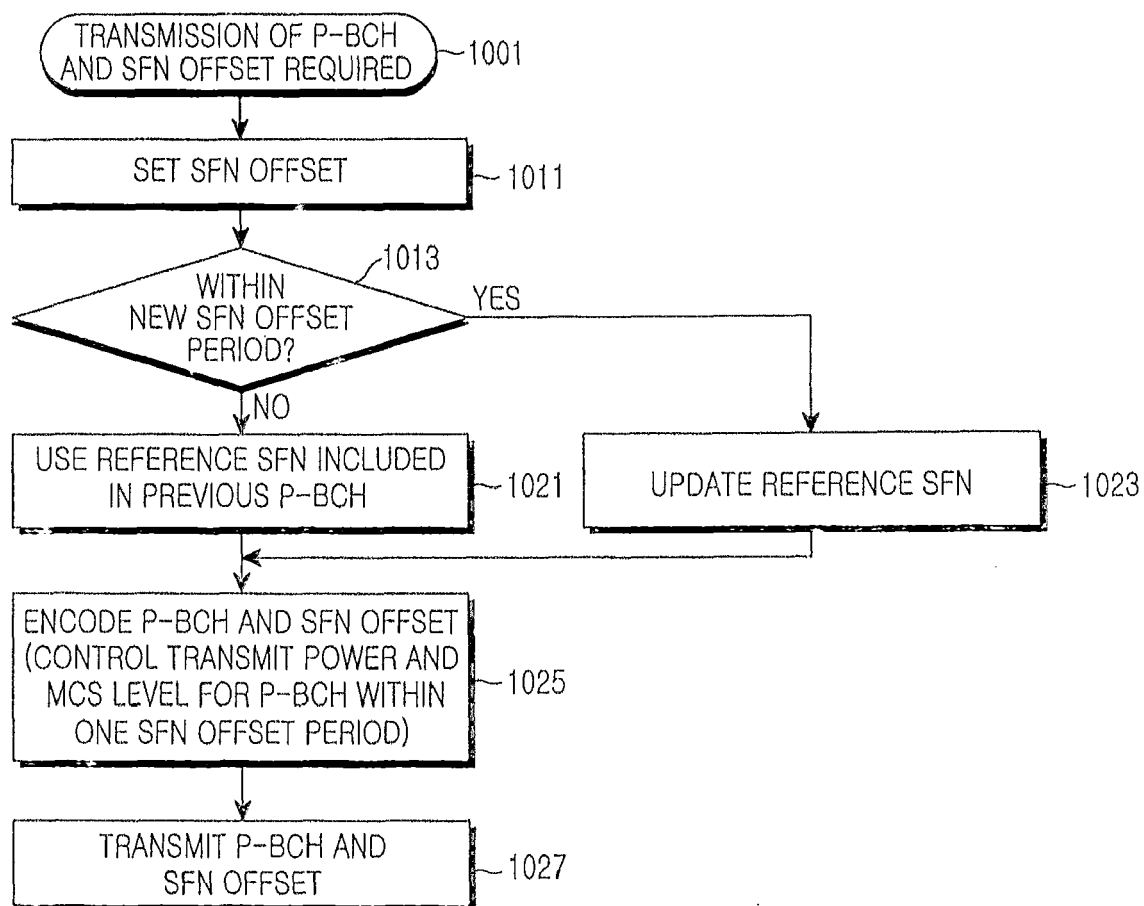 TRANSMISSION OF P-BCH
AND SFN OFFSET REQUIRED
1001
SET SFN OFFSET
1011
1013
WITHIN
NEW SFN OFFSET
PERIOD?
YES
NO
USE REFERENCE SFN INCLUDED
IN PREVIOUS P-BCH
1021
UPDATE REFERENCE SFN
1023
ENCODE P-BCH AND SFN OFFSET
(CONTROL TRANSMIT POWER AND
MCS LEVEL FOR P-BCH WITHIN
ONE SFN OFFSET PERIOD)
1025
TRANSMIT P-BCH AND
SFN OFFSET
1027